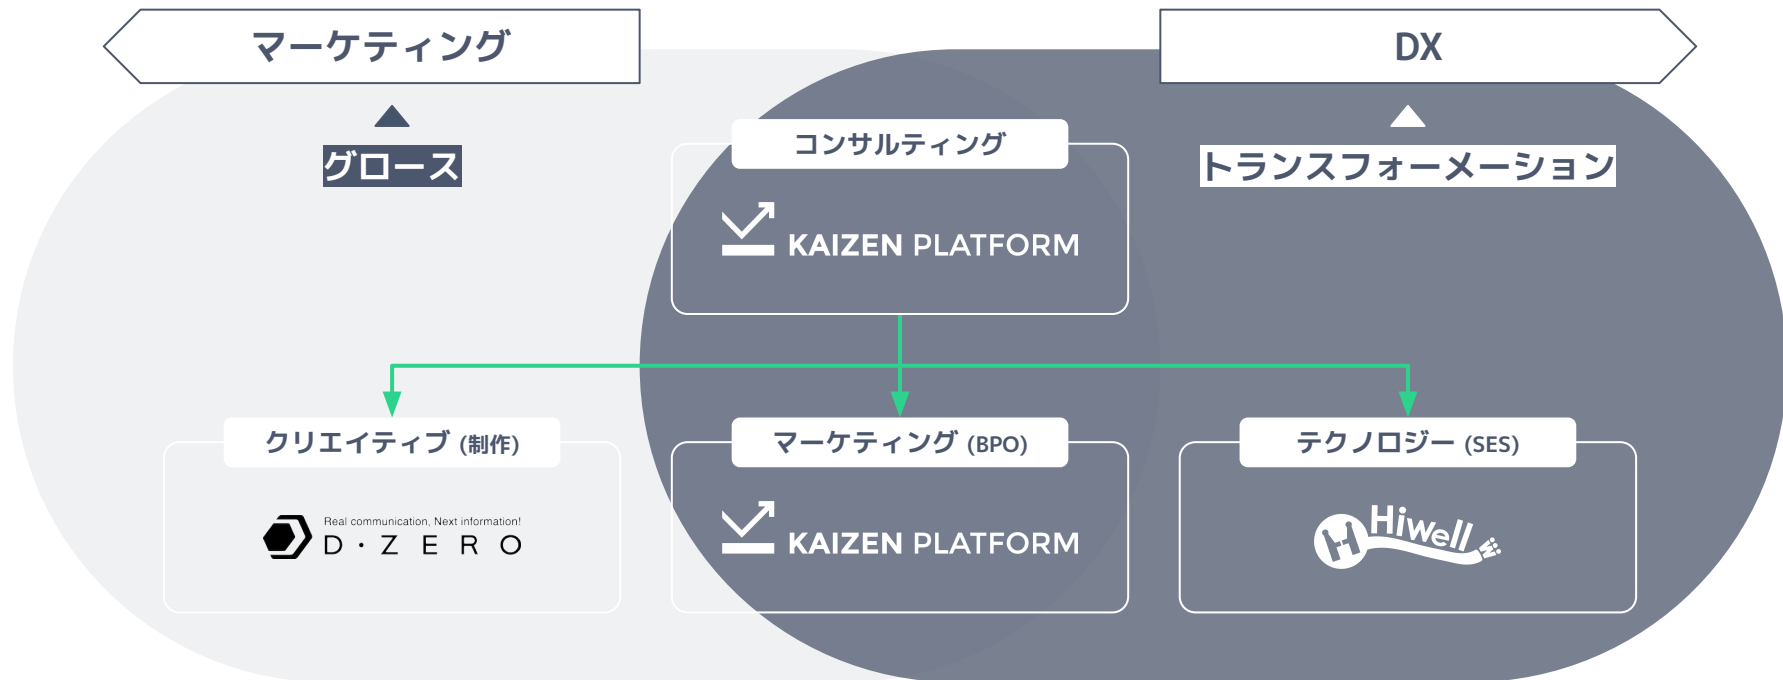 マーケティング
DX
グロース
トランスフォーメーション
コンサルティング
KAIZEN PLATFORM
クリエイティブ (制作)
マーケティング (BPO)
テクノロジー (SES)
Real communication, Next information!
D・ZERO
KAIZEN PLATFORM
H Hiwell